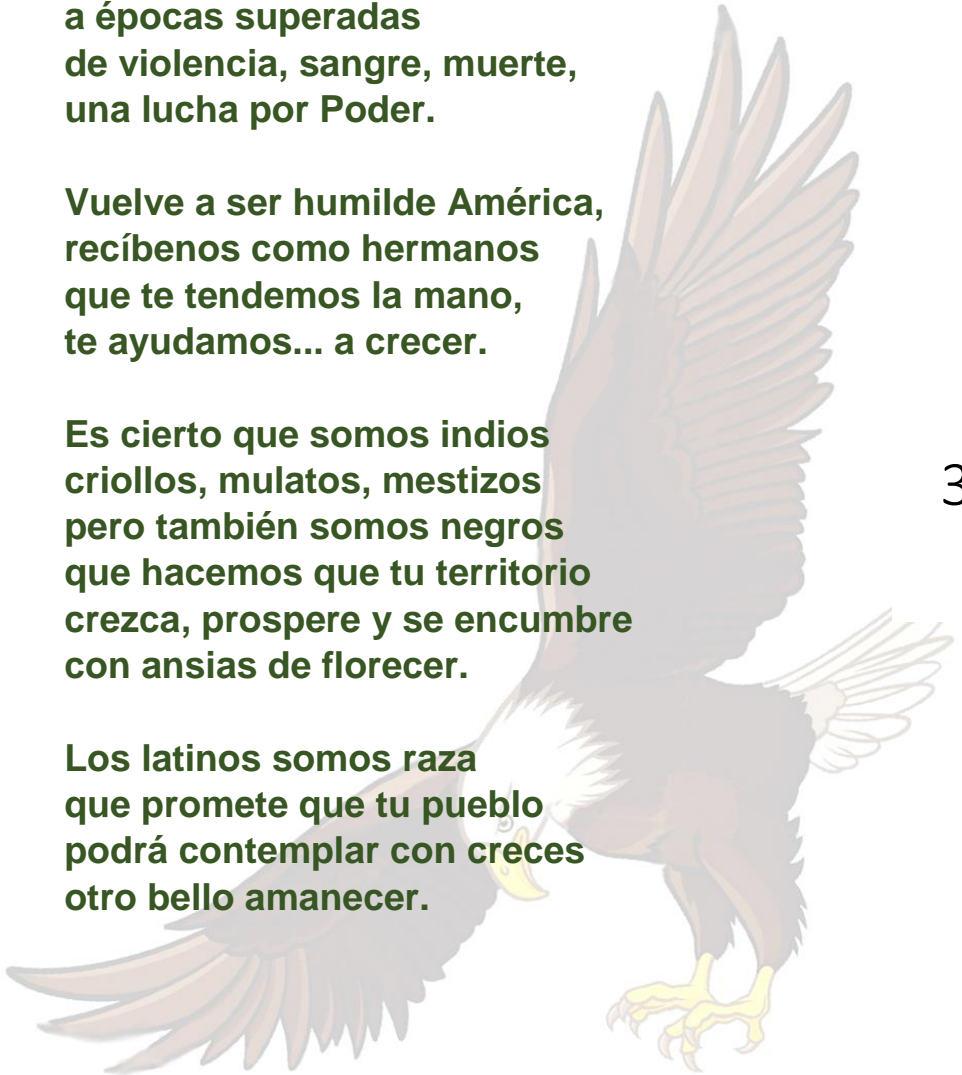 a épocas superadas
de violencia, sangre, muerte,
una lucha por Poder.
Vuelve a ser humilde América,
recíbenos como hermanos
que te tendemos la mano,
te ayudamos... a crecer.
Es cierto que somos indios
criollos, mulatos, mestizos
pero también somos negros
que hacemos que tu territorio
crezca, prospere y se encumbre
con ansias de florecer.
Los latinos somos raza
que promete que tu pueblo
podrá contemplar con creces
otro bello amanecer.
3